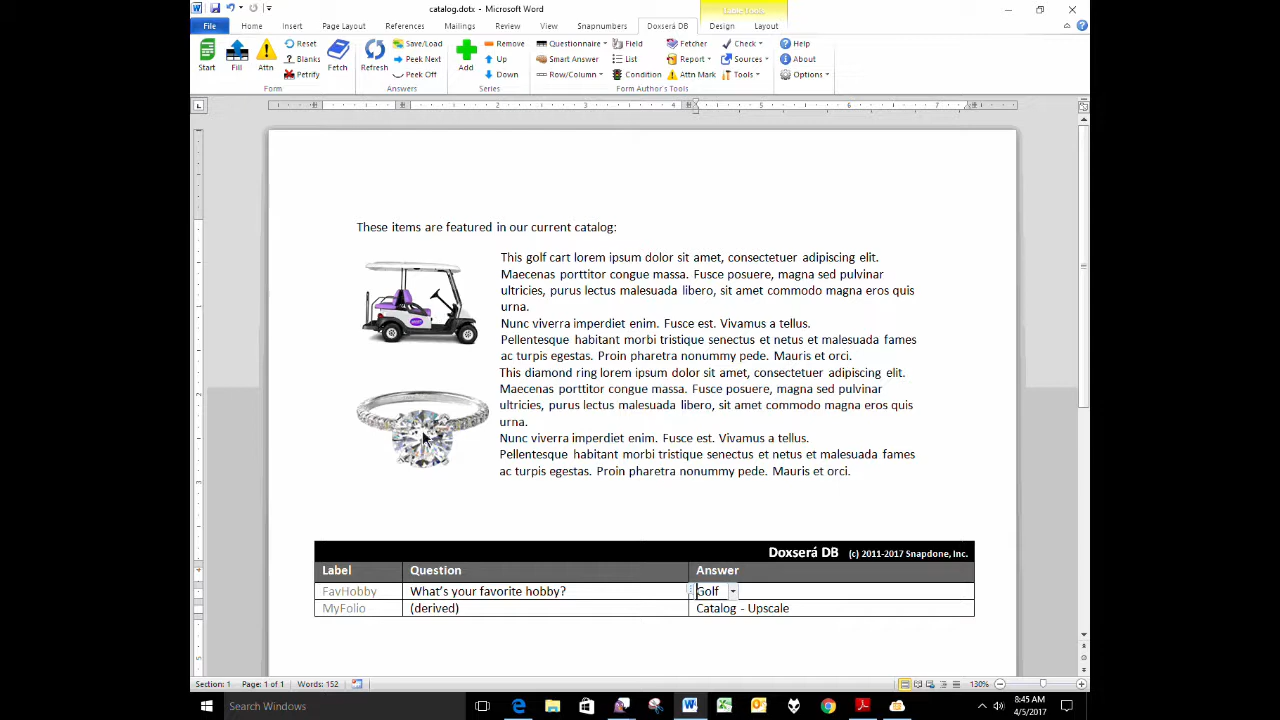 catalog.dotx - Microsoft Word
Table Tools
File Home Insert Page Layout References Mailings Review View Snapnumbers Doxserá DB Design Layout
Start Fill Attn Reset Blanks Petrify Fetch Refresh Save/Load Peek Next Peek Off Add Remove Up Down Questionnaire Smart Answer Row/Column Field List Condition Fetcher Report Attn Mark Check Sources Tools Help About Options
Form Answers Series Form Author's Tools
1 2 3 4 5 6 7
These items are featured in our current catalog:
This golf cart lorem ipsum dolor sit amet, consectetuer adipiscing elit.
Maecenas porttitor congue massa. Fusce posuere, magna sed pulvinar
ultricies, purus lectus malesuada libero, sit amet commodo magna eros quis
urna.
Nunc viverra imperdiet enim. Fusce est. Vivamus a tellus.
Pellentesque habitant morbi tristique senectus et netus et malesuada fames
ac turpis egestas. Proin pharetra nonummy pede. Mauris et orci.
This diamond ring lorem ipsum dolor sit amet, consectetuer adipiscing elit.
Maecenas porttitor congue massa. Fusce posuere, magna sed pulvinar
ultricies, purus lectus malesuada libero, sit amet commodo magna eros quis
urna.
Nunc viverra imperdiet enim. Fusce est. Vivamus a tellus.
Pellentesque habitant morbi tristique senectus et netus et malesuada fames
ac turpis egestas. Proin pharetra nonummy pede. Mauris et orci.
Doxserá DB (c) 2011-2017 Snapdone, Inc.
Label Question Answer
FavHobby What's your favorite hobby? Golf
MyFolio (derived) Catalog - Upscale
Section: 1 Page: 1 of 1 Words: 152 130%
Search Windows
8:45 AM
4/5/2017